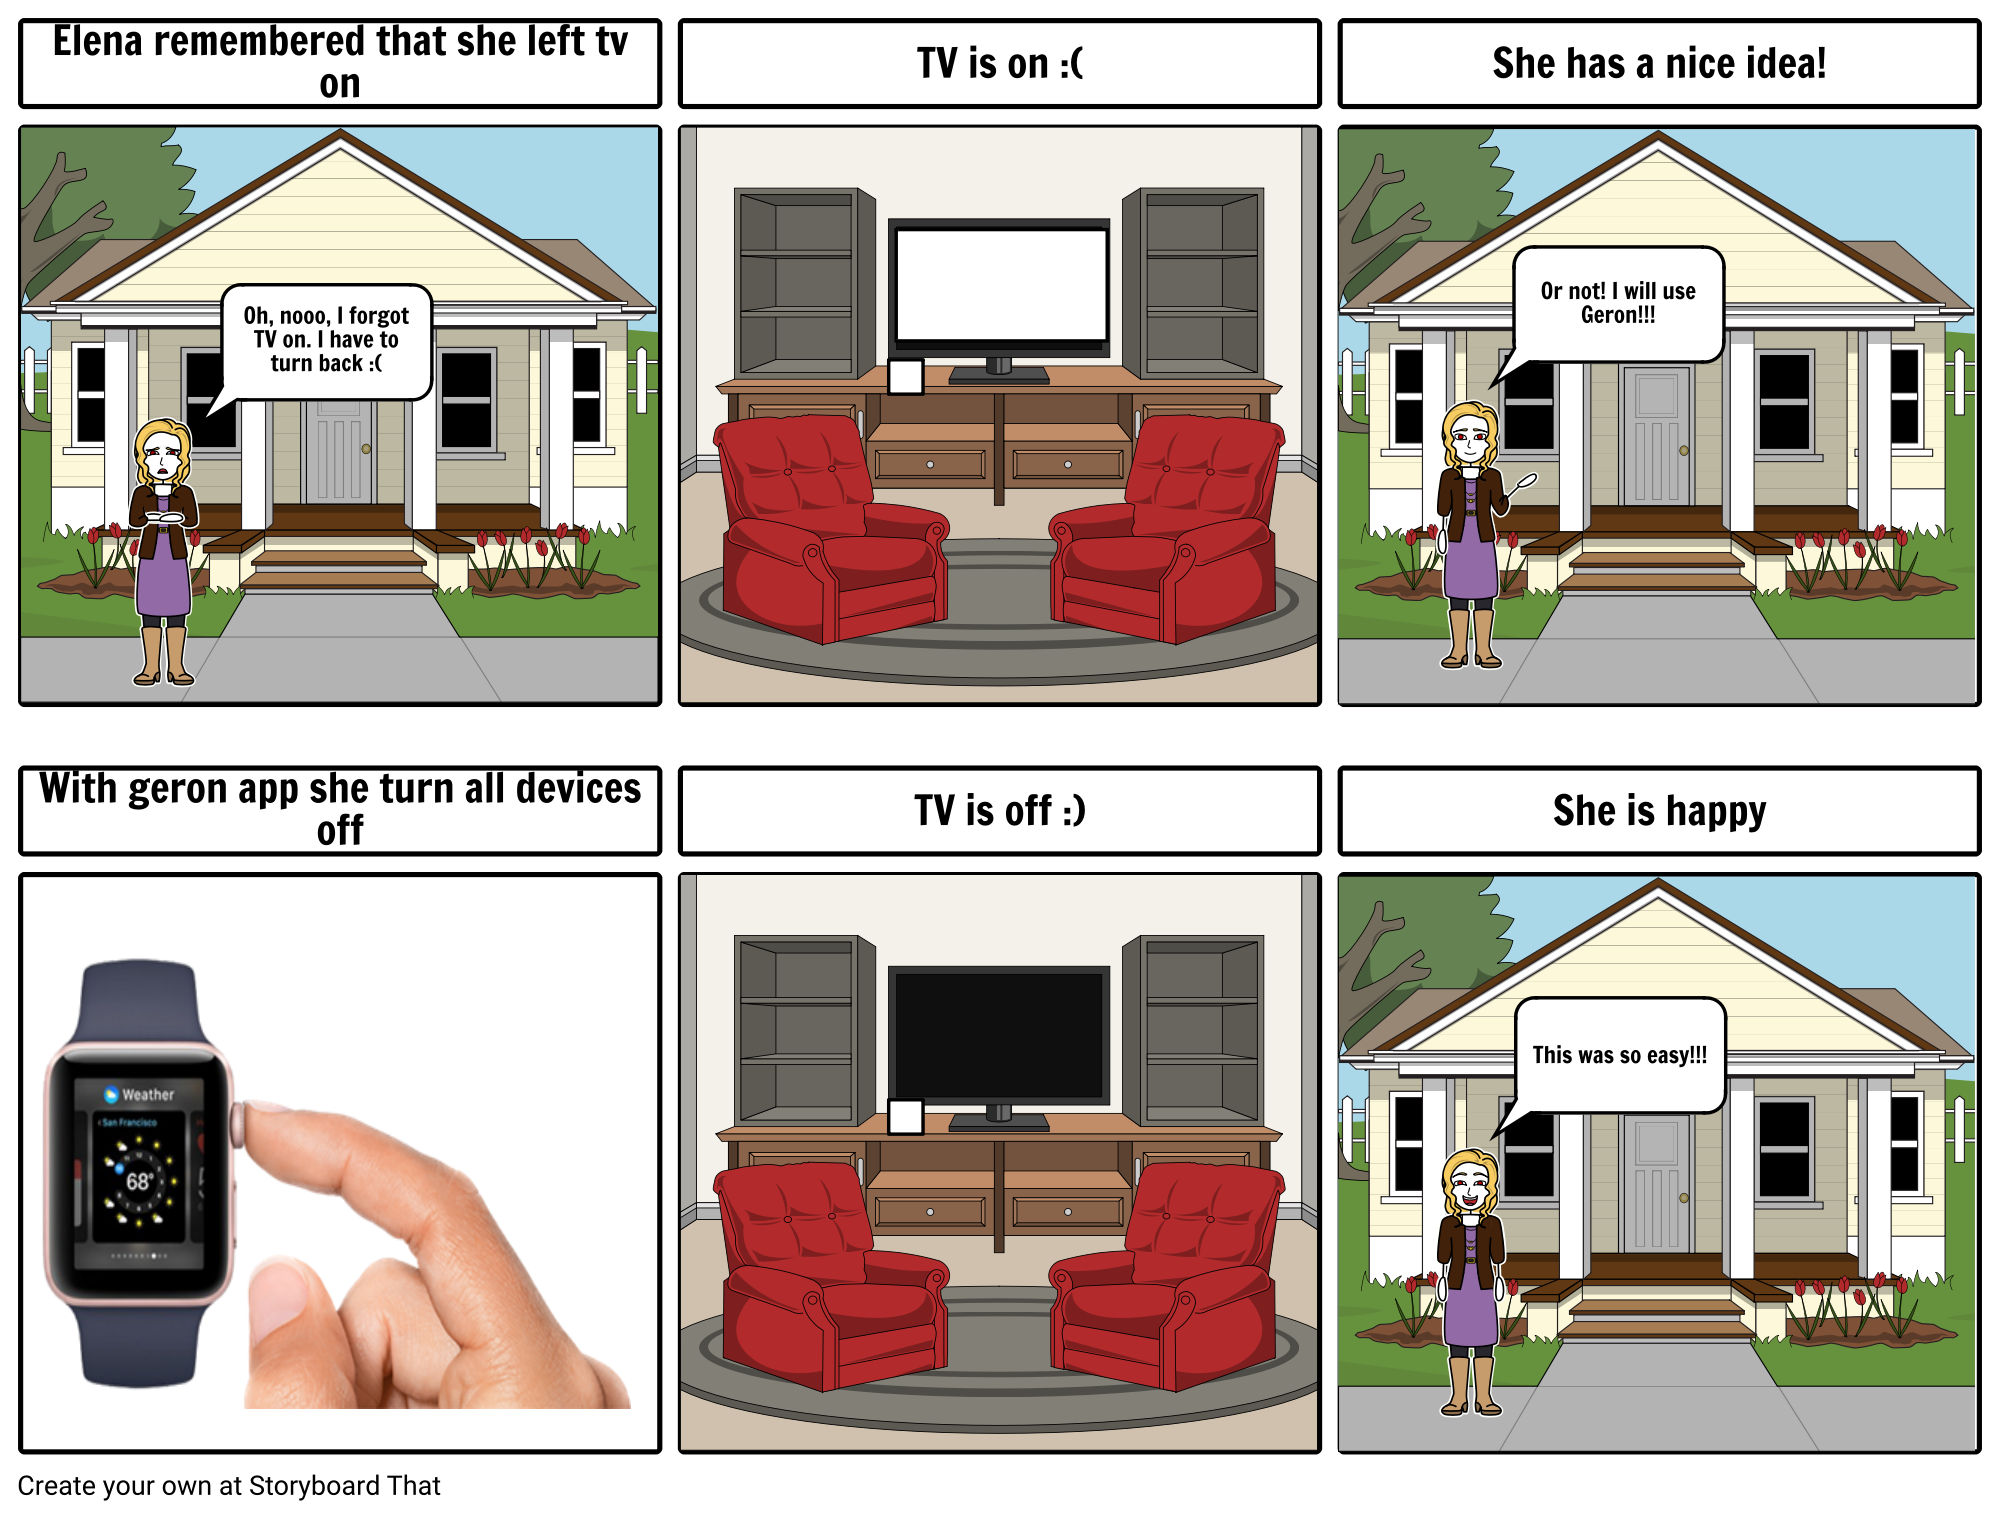 Elena remembered that she left tv
on
TV is on :(
She has a nice idea!
Oh, nooo, I forgot
TV on. I have to
turn back :(
Or not! I will use
Geron!!!
With geron app she turn all devices
off
TV is off :)
She is happy
Weather
‹ San Francisco
68°
This was so easy!!!
Create your own at Storyboard That